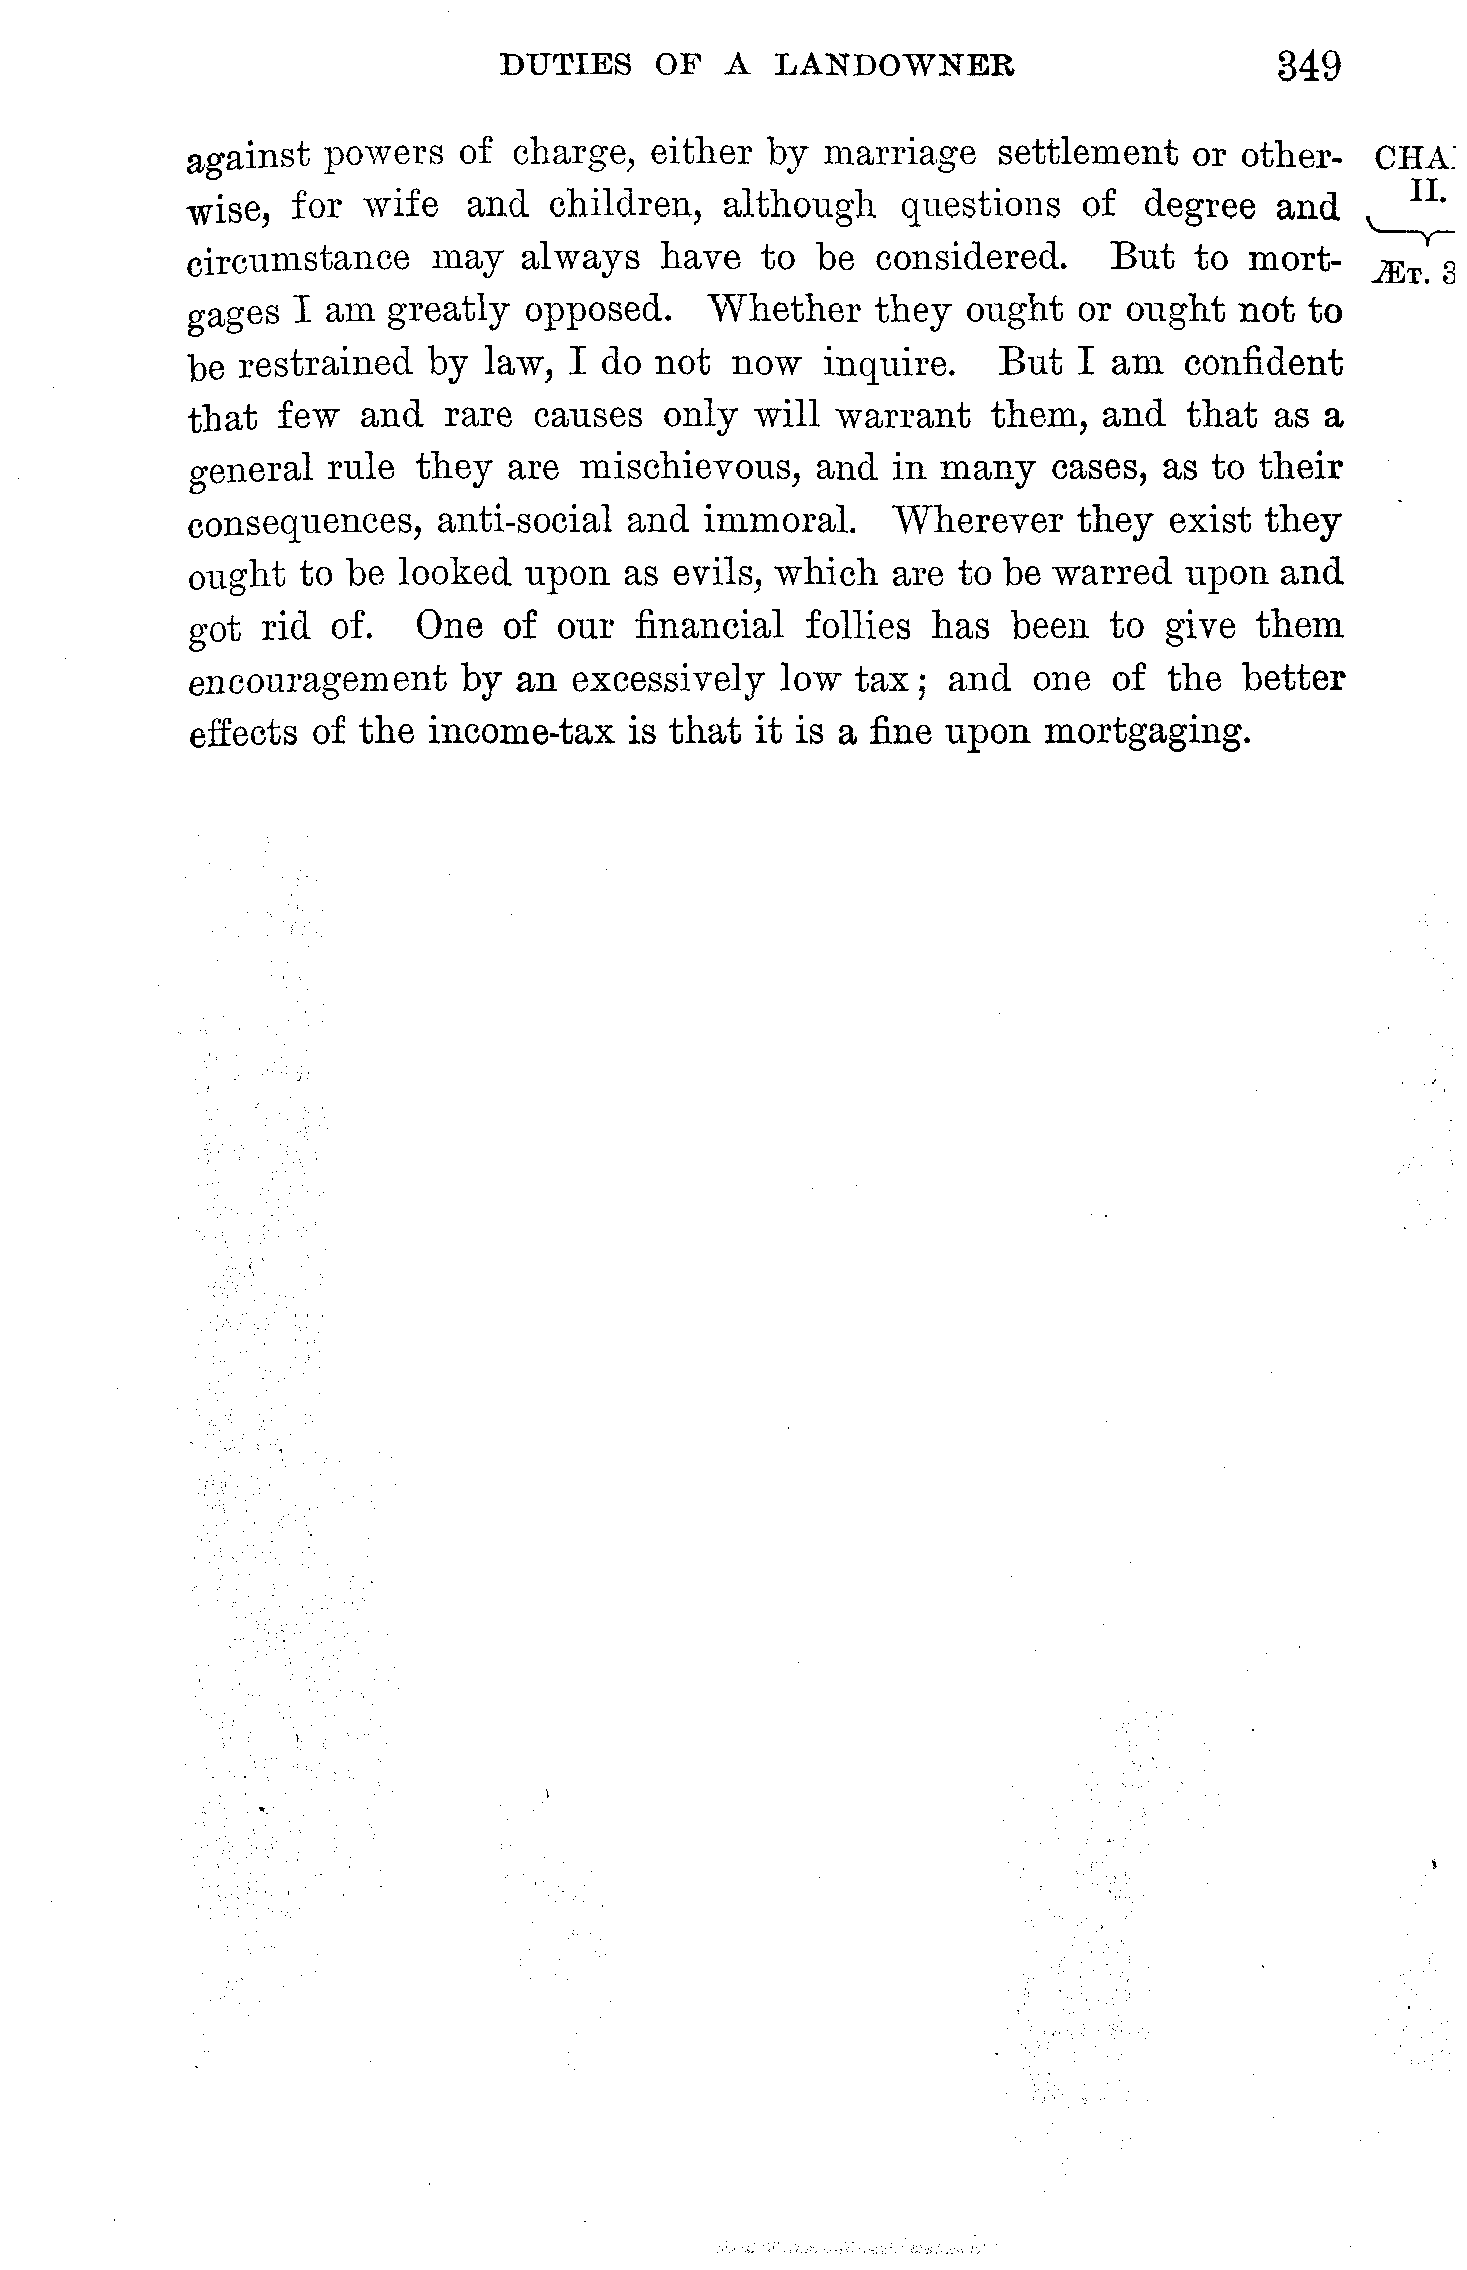 DUTIES OF A LANDOWNER 349
against powers of charge, either by marriage settlement or other-
wise, for wife and children, although questions of degree and
circumstance may always have to be considered. But to mort-
gages I am greatly opposed. Whether they ought or ought not to
be restrained by law, I do not now inquire. But I am confident
that few and rare causes only will warrant them, and that as a
general rule they are mischievous, and in many cases, as to their
consequences, anti-social and immoral. Wherever they exist they
ought to be looked upon as evils, which are to be warred upon and
got rid of. One of our financial follies has been to give them
encouragement by an excessively low tax; and one of the better
effects of the income-tax is that it is a fine upon mortgaging.
CHA
II.
ÆT. 3